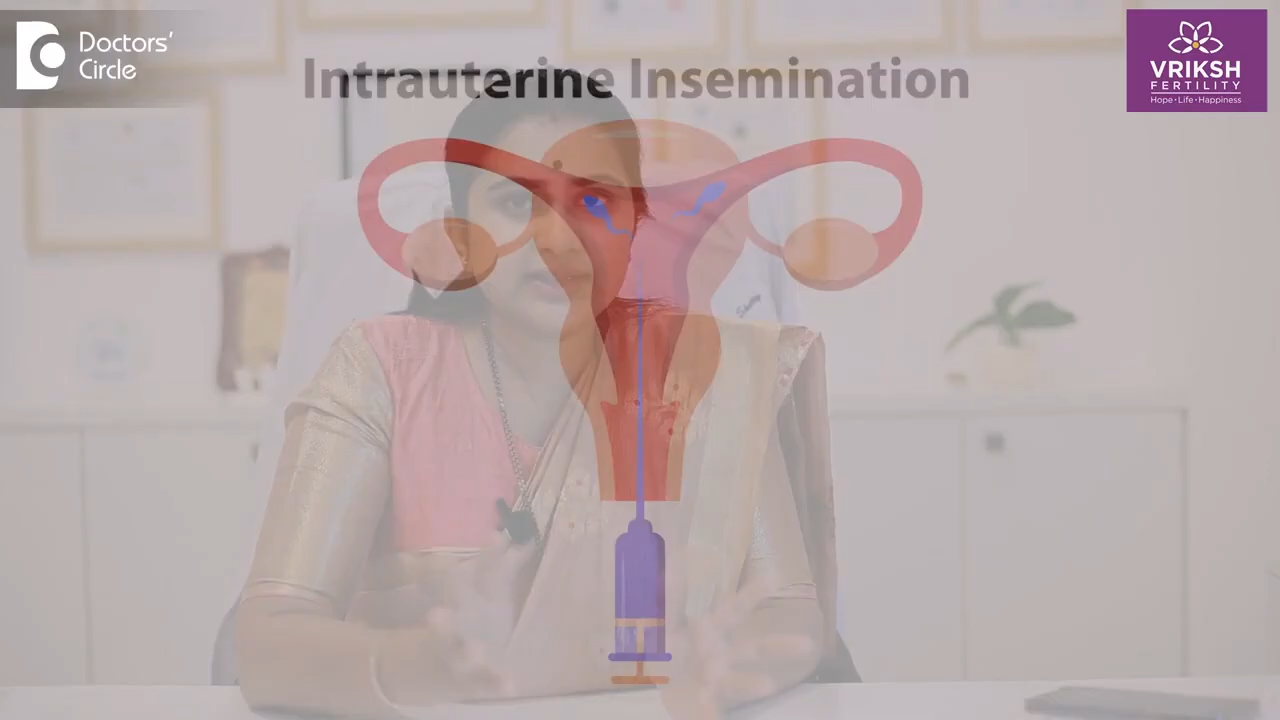 Doctors'
Circle
Intrauterine Insemination
VRIKSH
FERTILITY
Hope • Life • Happiness